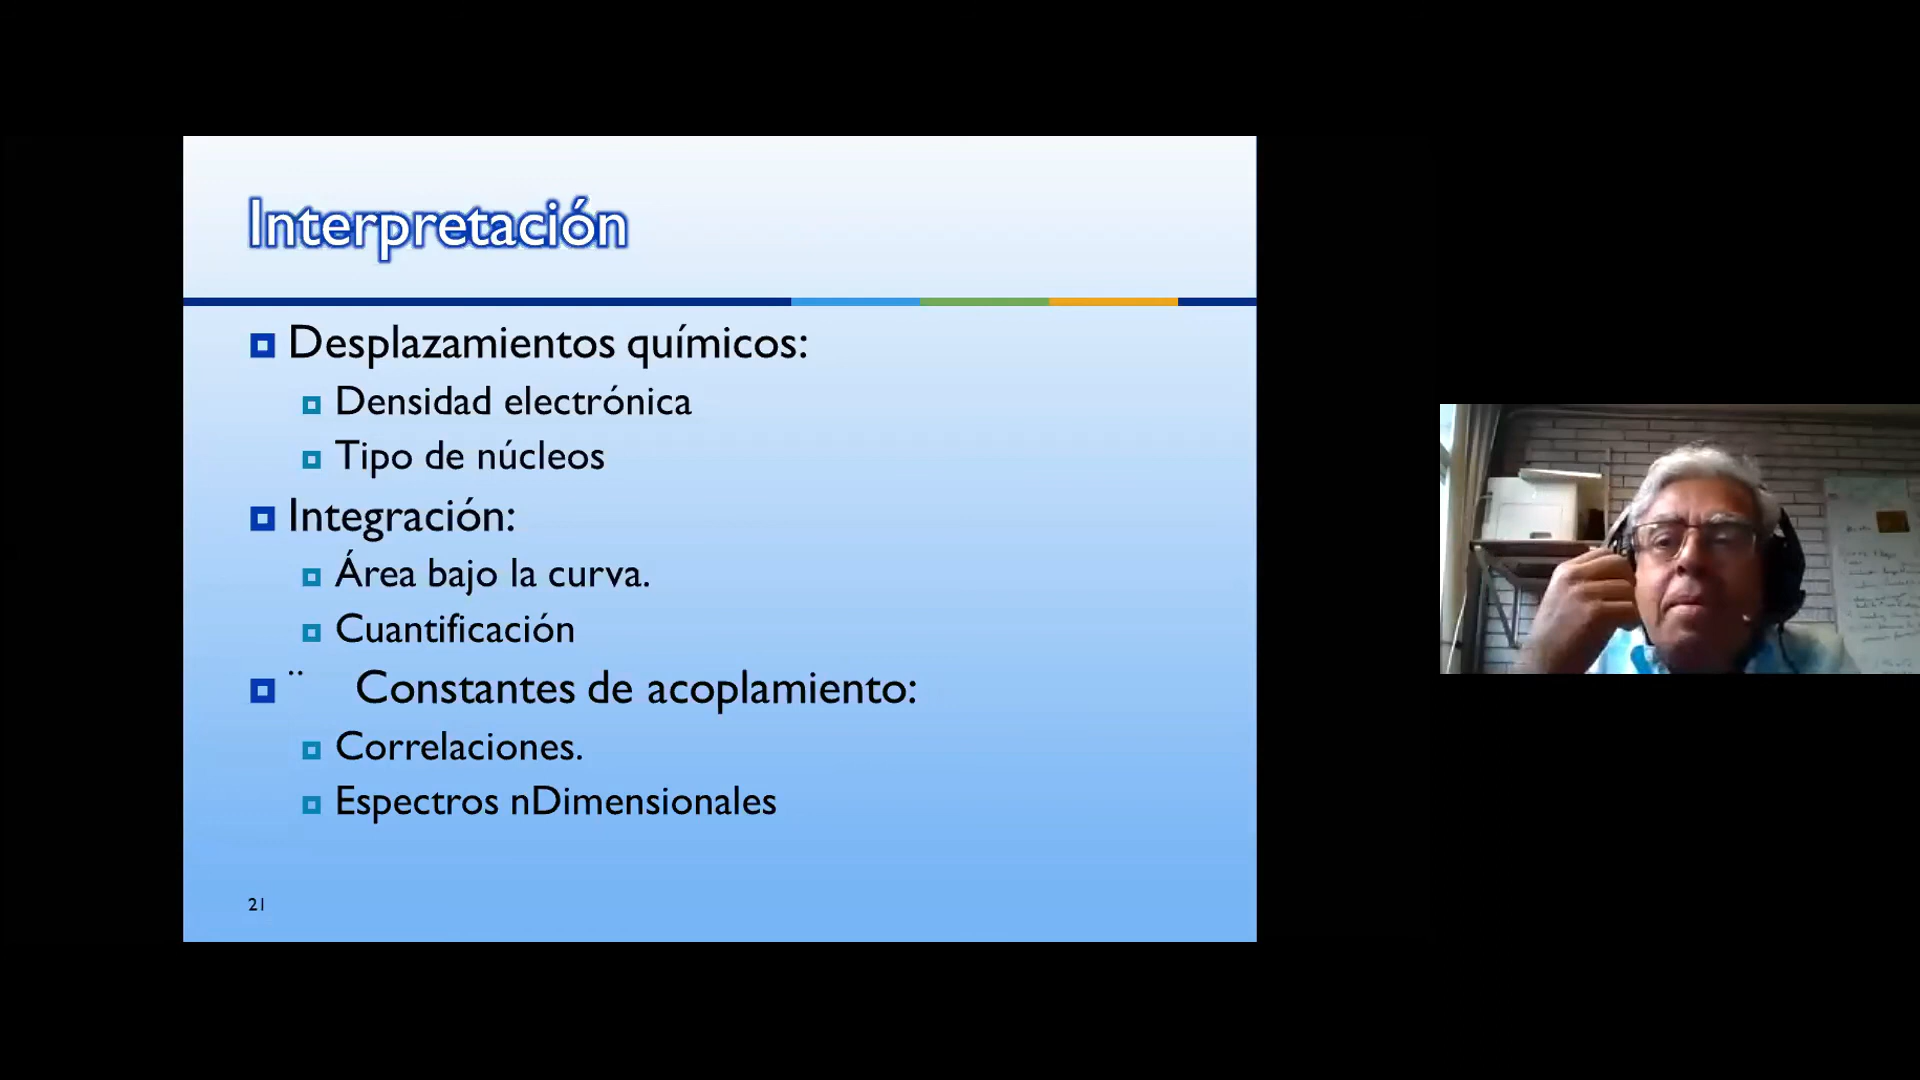 Interpretación
Desplazamientos químicos:
Densidad electrónica
Tipo de núcleos
Integración:
Área bajo la curva.
Cuantificación
¨ Constantes de acoplamiento:
Correlaciones.
Espectros nDimensionales
21